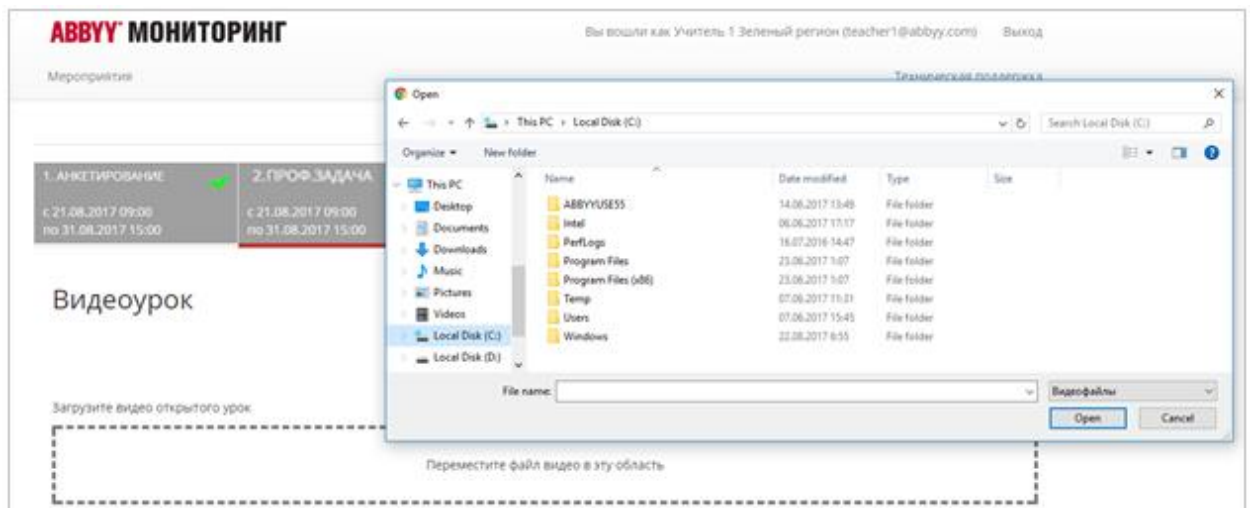 ABBYY МОНИТОРИНГ
Вы вошли как Учитель 1 Зеленый регион (teacher1@abbyy.com) Выход
Мероприятия
Техническая поддержка
Open
This PC Local Disk (C:)
Search Local Disk (C:)
Organize New folder
1. АНКЕТИРОВАНИЕ
с 21.08.2017 09:00
по 31.08.2017 15:00
2.ПРОФ.ЗАДАЧА
с 21.08.2017 09:00
по 31.08.2017 15:00
This PC
Desktop
Documents
Downloads
Music
Pictures
Videos
Local Disk (C:)
Local Disk (D:)
Name Date modified Type Size
ABBYYUSE55 14.06.2017 13:49 File folder
Intel 06.06.2017 17:17 File folder
PerfLogs 16.07.2016 14:47 File folder
Program Files 23.06.2017 1:07 File folder
Program Files (x86) 23.06.2017 1:07 File folder
Temp 07.06.2017 11:31 File folder
Users 07.06.2017 15:45 File folder
Windows 22.08.2017 6:55 File folder
Видеоурок
File name: Видеофайлы
Open Cancel
Загрузите видео открытого урок
Переместите файл видео в эту область